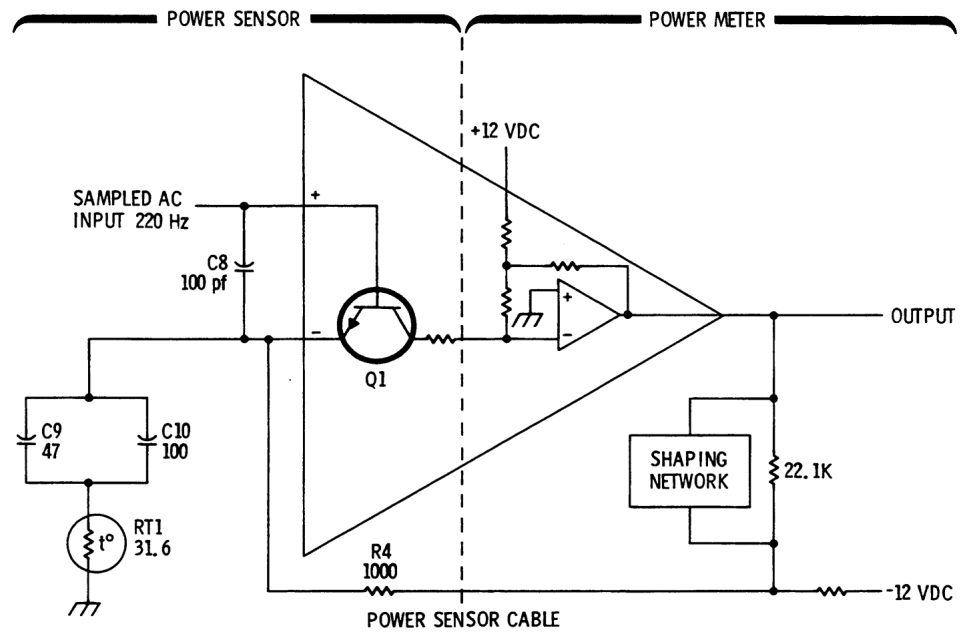 POWER SENSOR
POWER METER
+12 VDC
SAMPLED AC
INPUT 220 Hz
+
C8
100 pf
+
-
-
Q1
OUTPUT
C9
47
C10
100
SHAPING
NETWORK
22.1K
t°
RT1
31.6
R4
1000
-12 VDC
POWER SENSOR CABLE